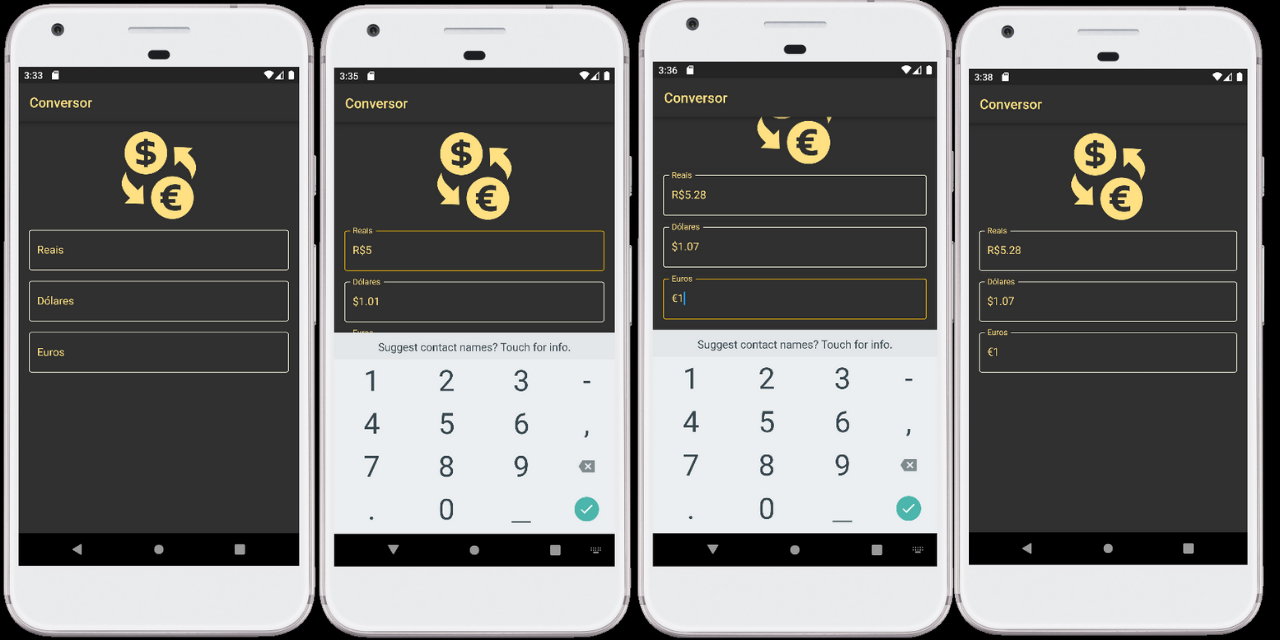 3:33
Conversor
$
€
Reais
Dólares
Euros
3:35
Conversor
$
€
Reais
R$5
Dólares
$1.01
Euros
Suggest contact names? Touch for info.
1 2 3 -
4 5 6 ,
7 8 9
. 0 _
3:36
Conversor
€
Reais
R$5.28
Dólares
$1.07
Euros
€1
Suggest contact names? Touch for info.
1 2 3 -
4 5 6 ,
7 8 9
. 0 _
3:38
Conversor
$
€
Reais
R$5.28
Dólares
$1.07
Euros
€1